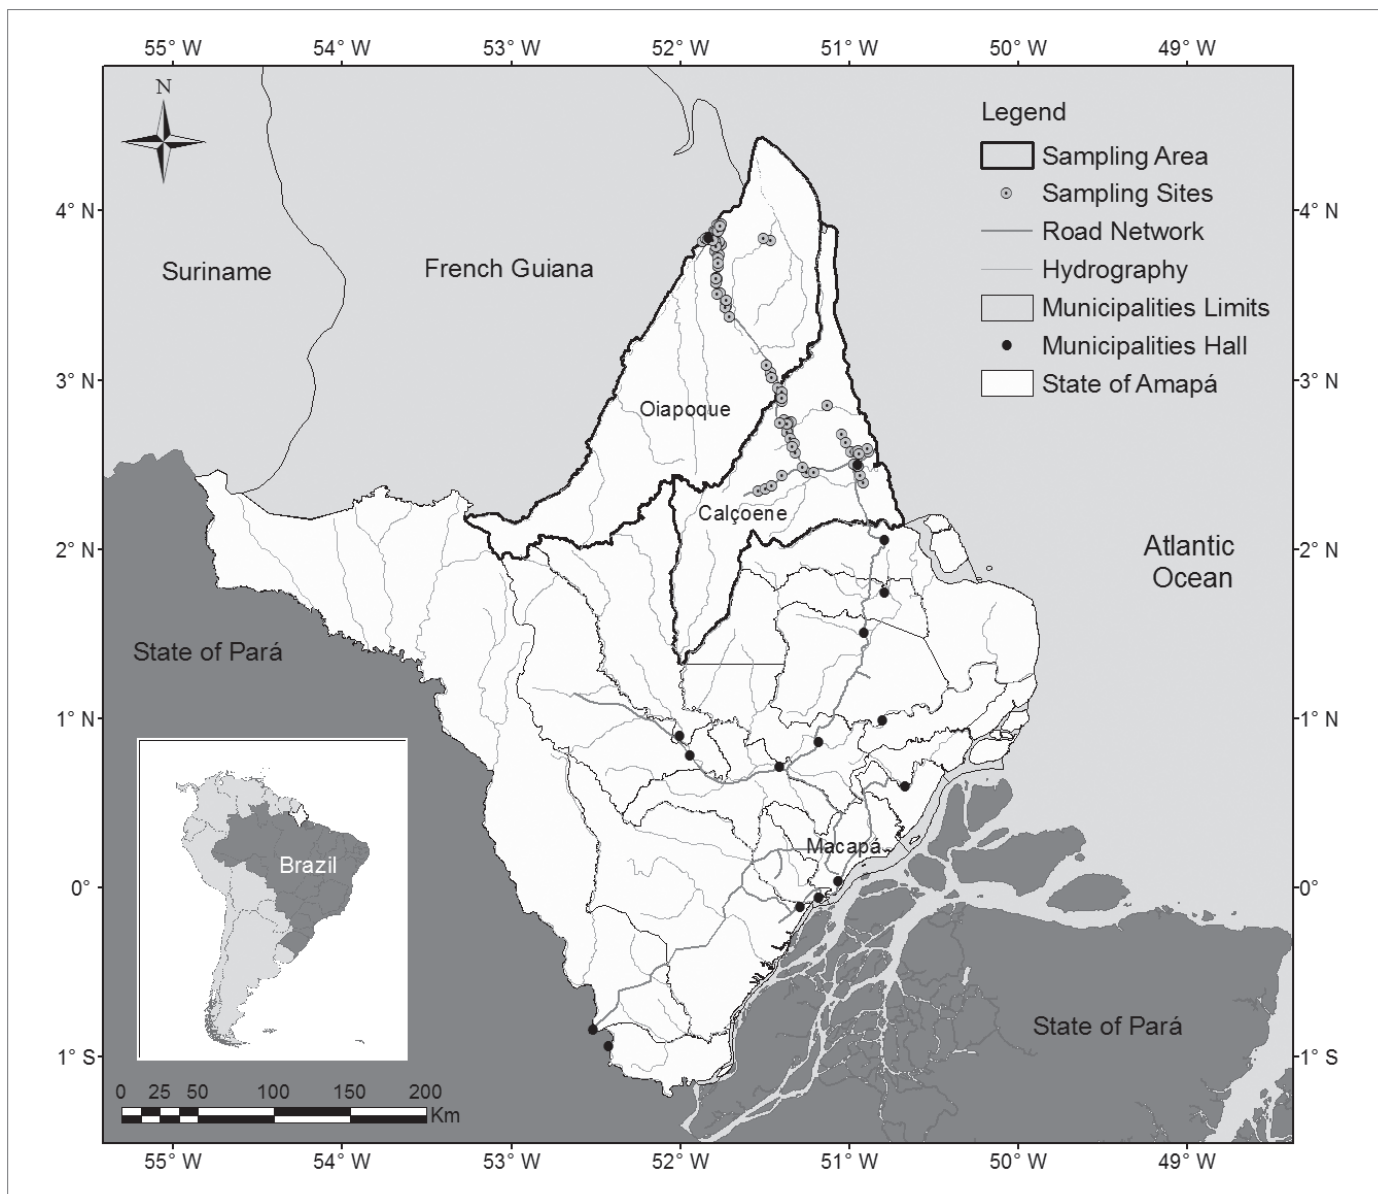 55° W 54° W 53° W 52° W 51° W 50° W 49° W
N
Legend
Sampling Area
Sampling Sites
Road Network
Hydrography
Municipalities Limits
Municipalities Hall
State of Amapá
4° N 4° N
Suriname
French Guiana
3° N 3° N
Oiapoque
Calçoene
2° N 2° N
Atlantic
Ocean
State of Pará
1° N 1° N
Macapá
Brazil
0° 0°
State of Pará
1° S 1° S
0 25 50 100 150 200
Km
55° W 54° W 53° W 52° W 51° W 50° W 49° W